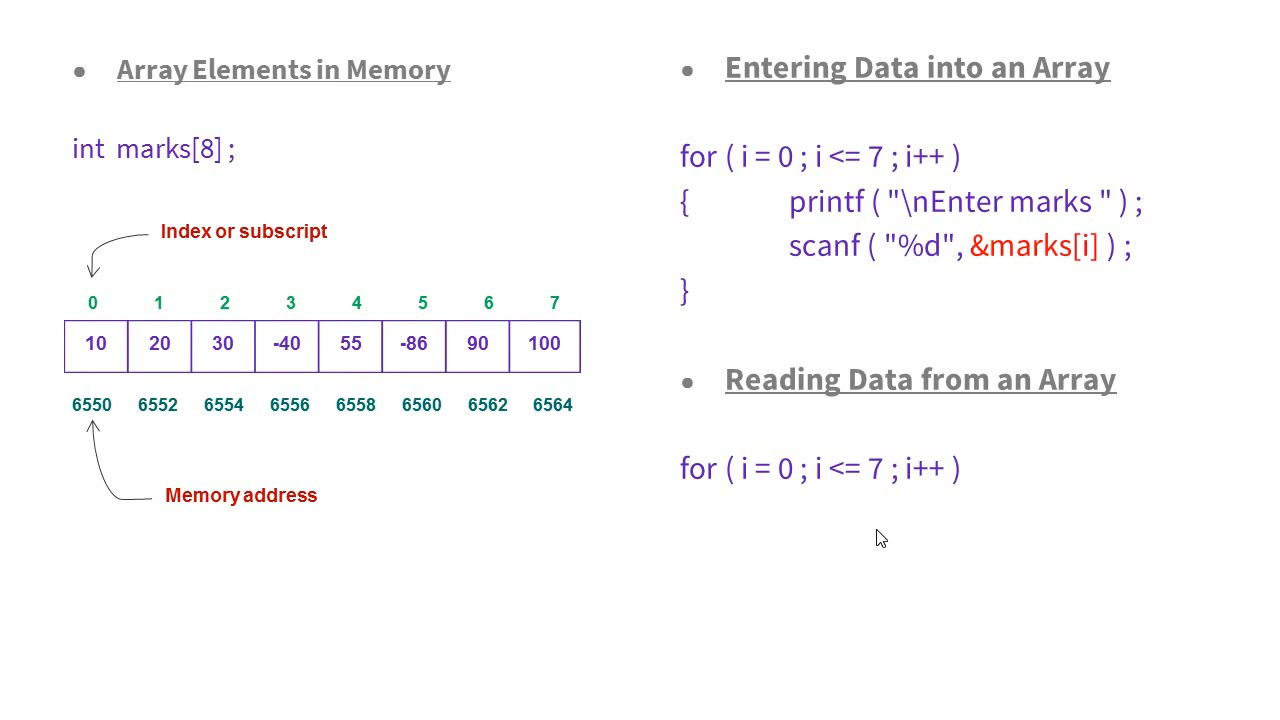 • Array Elements in Memory
int marks[8] ;
Index or subscript
0 1 2 3 4 5 6 7
10 20 30 -40 55 -86 90 100
6550 6552 6554 6556 6558 6560 6562 6564
Memory address
• Entering Data into an Array
for ( i = 0 ; i <= 7 ; i++ )
{ printf ( "\nEnter marks " ) ;
scanf ( "%d", &marks[i] ) ;
}
• Reading Data from an Array
for ( i = 0 ; i <= 7 ; i++ )